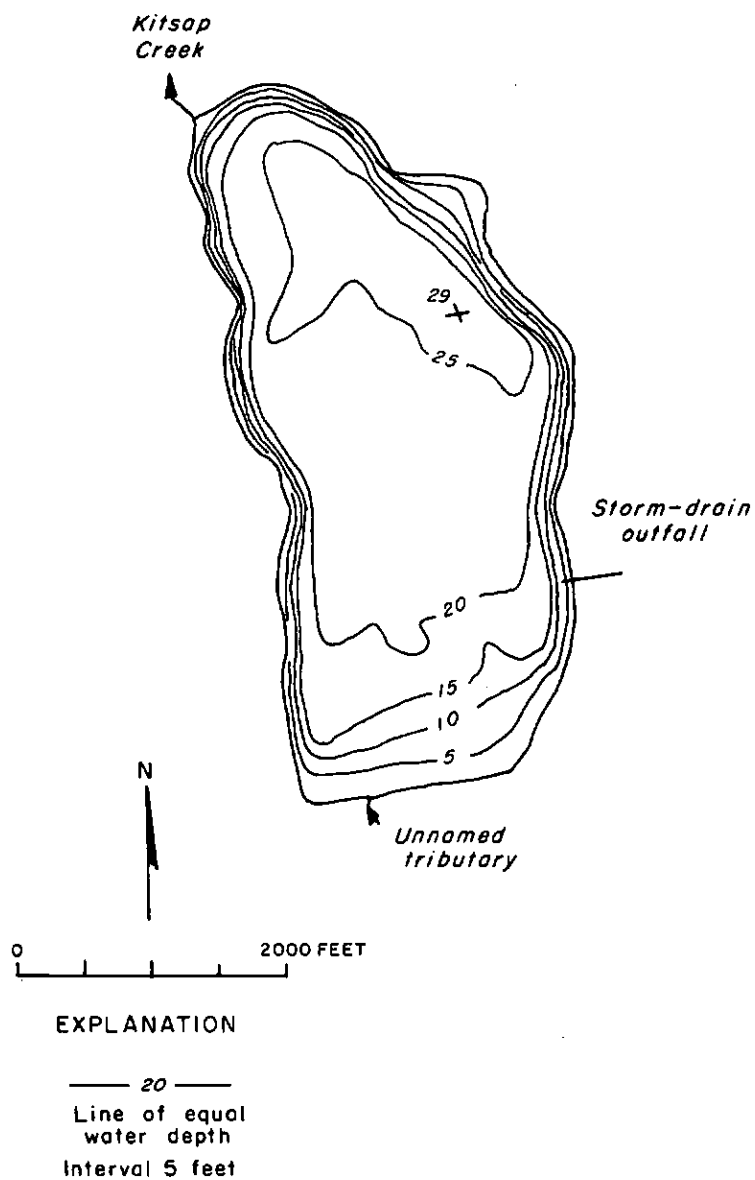 Kitsap
Creek
29
25
Storm-drain
outfall
20
15
10
5
N
Unnamed
tributary
0 2000 FEET
EXPLANATION
20
Line of equal
water depth
Interval 5 feet